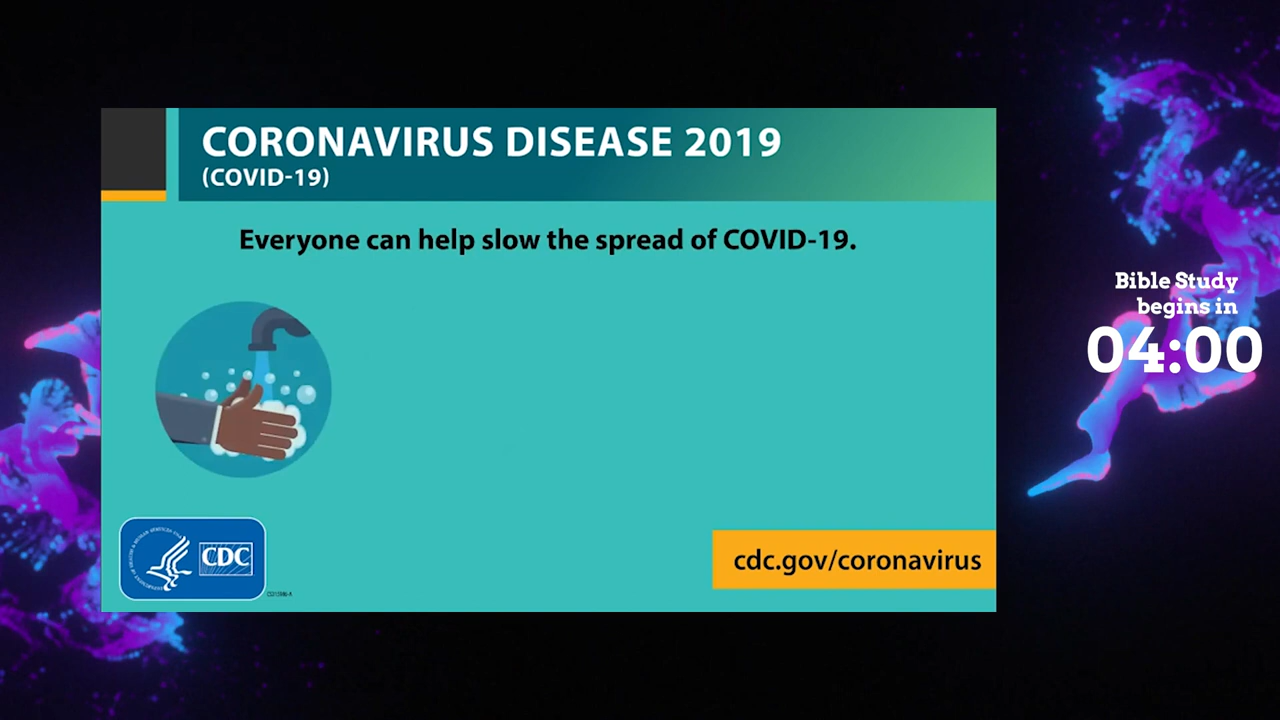 CORONAVIRUS DISEASE 2019
(COVID-19)
Everyone can help slow the spread of COVID-19.
Bible Study
begins in
04:00
CDC
cdc.gov/coronavirus